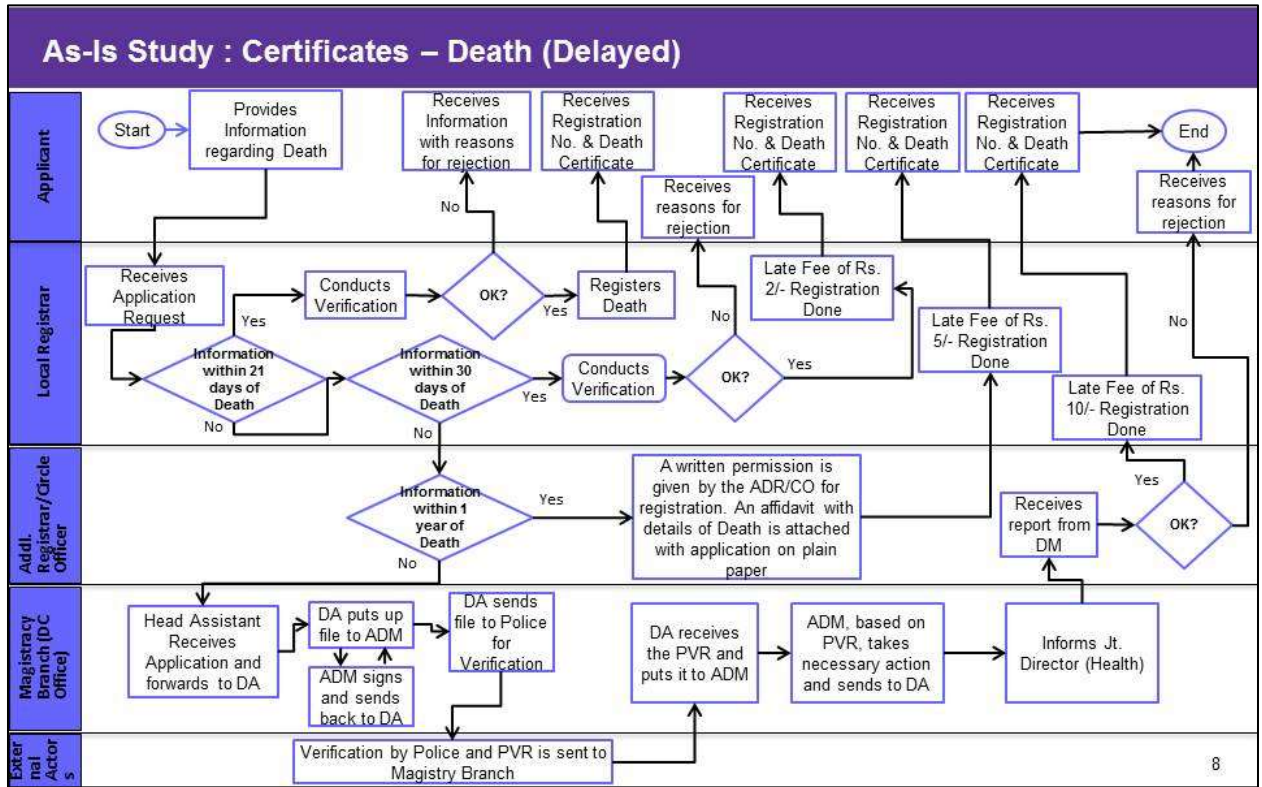 As-Is Study : Certificates – Death (Delayed)
Applicant
Start
Provides
Information
regarding Death
Receives
Information
with reasons
for rejection
Receives
Registration
No. & Death
Certificate
Receives
reasons for
rejection
Receives
Registration
No. & Death
Certificate
Receives
Registration
No. & Death
Certificate
Receives
Registration
No. & Death
Certificate
End
Receives
reasons for
rejection
No
Local Registrar
Receives
Application
Request
Yes
Conducts
Verification
OK?
Yes
Registers
Death
Information
within 21
days of
Death
No
Information
within 30
days of
Death
Yes
No
Conducts
Verification
No
OK?
Yes
Late Fee of Rs.
2/- Registration
Done
Late Fee of Rs.
5/- Registration
Done
Late Fee of Rs.
10/- Registration
Done
No
Addl.
Registrar/Circle
Officer
Information
within 1
year of
Death
Yes
No
A written permission is
given by the ADR/CO for
registration. An affidavit with
details of Death is attached
with application on plain
paper
Receives
report from
DM
Yes
OK?
Magistracy
Branch (DC
Office)
Head Assistant
Receives
Application and
forwards to DA
DA puts up
file to ADM
ADM signs
and sends
back to DA
DA sends
file to Police
for
Verification
DA receives
the PVR and
puts it to ADM
ADM, based on
PVR, takes
necessary action
and sends to DA
Informs Jt.
Director (Health)
Exter
nal
Actor
s
Verification by Police and PVR is sent to
Magistry Branch
8